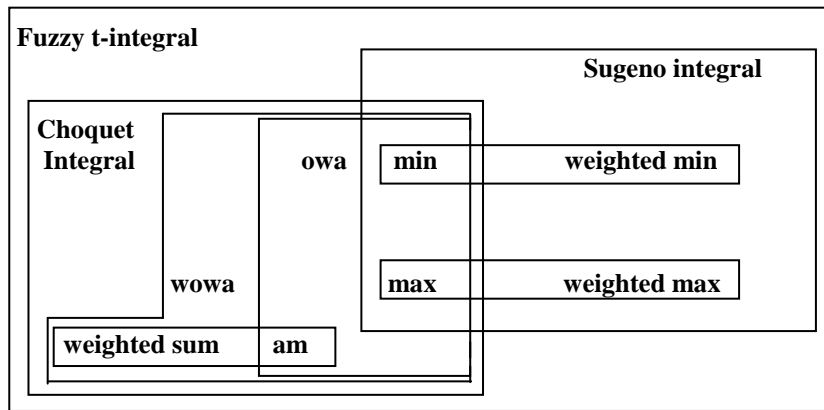 Fuzzy t-integral
Sugeno integral
Choquet
Integral
owa
min
weighted min
wowa
max
weighted max
weighted sum
am